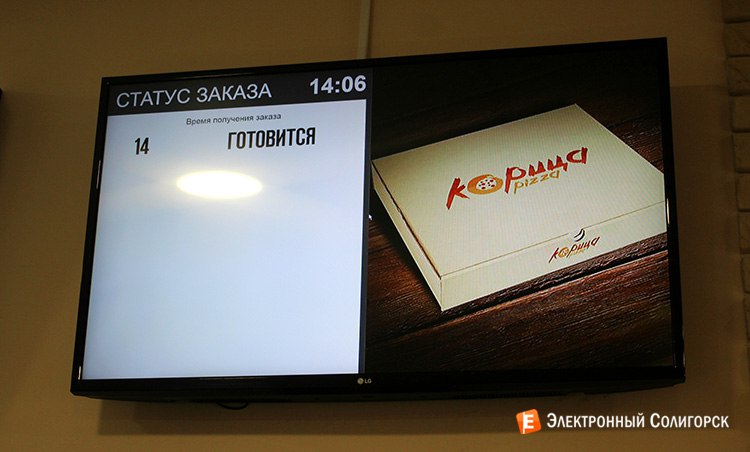 СТАТУС ЗАКАЗА 14:06
Время получения заказа
14 ГОТОВИТСЯ
Корица
pizza
Корица
LG
E Электронный Солигорск